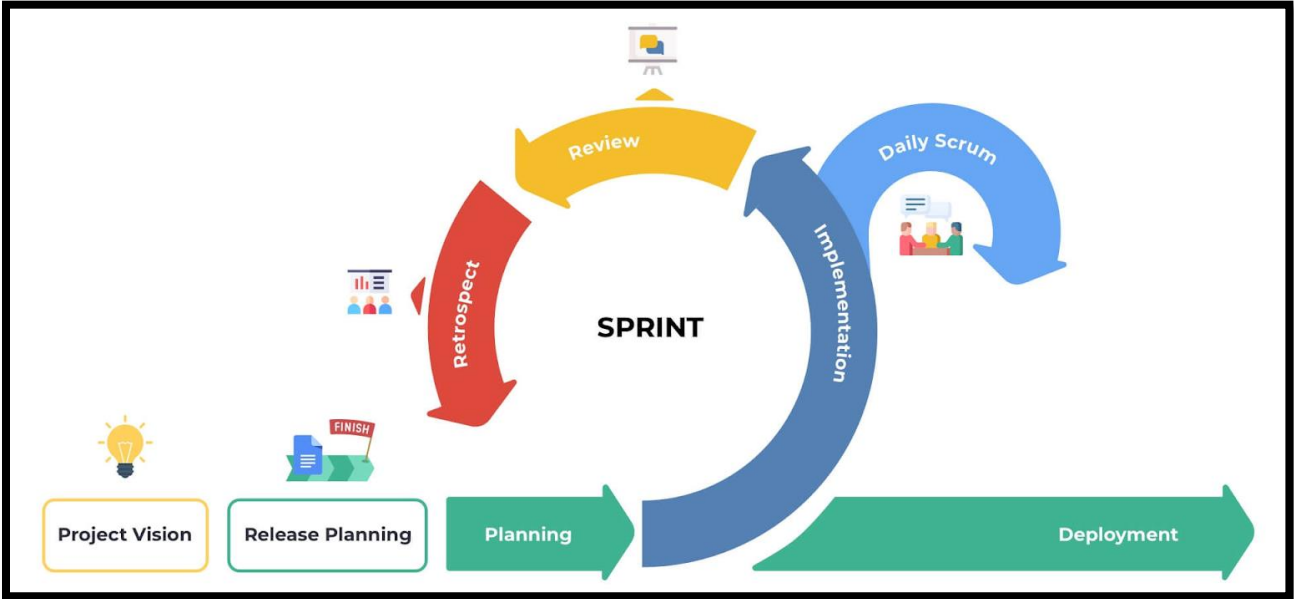 Review
Daily Scrum
Implementation
Retrospect
SPRINT
FINISH
Project Vision
Release Planning
Planning
Deployment